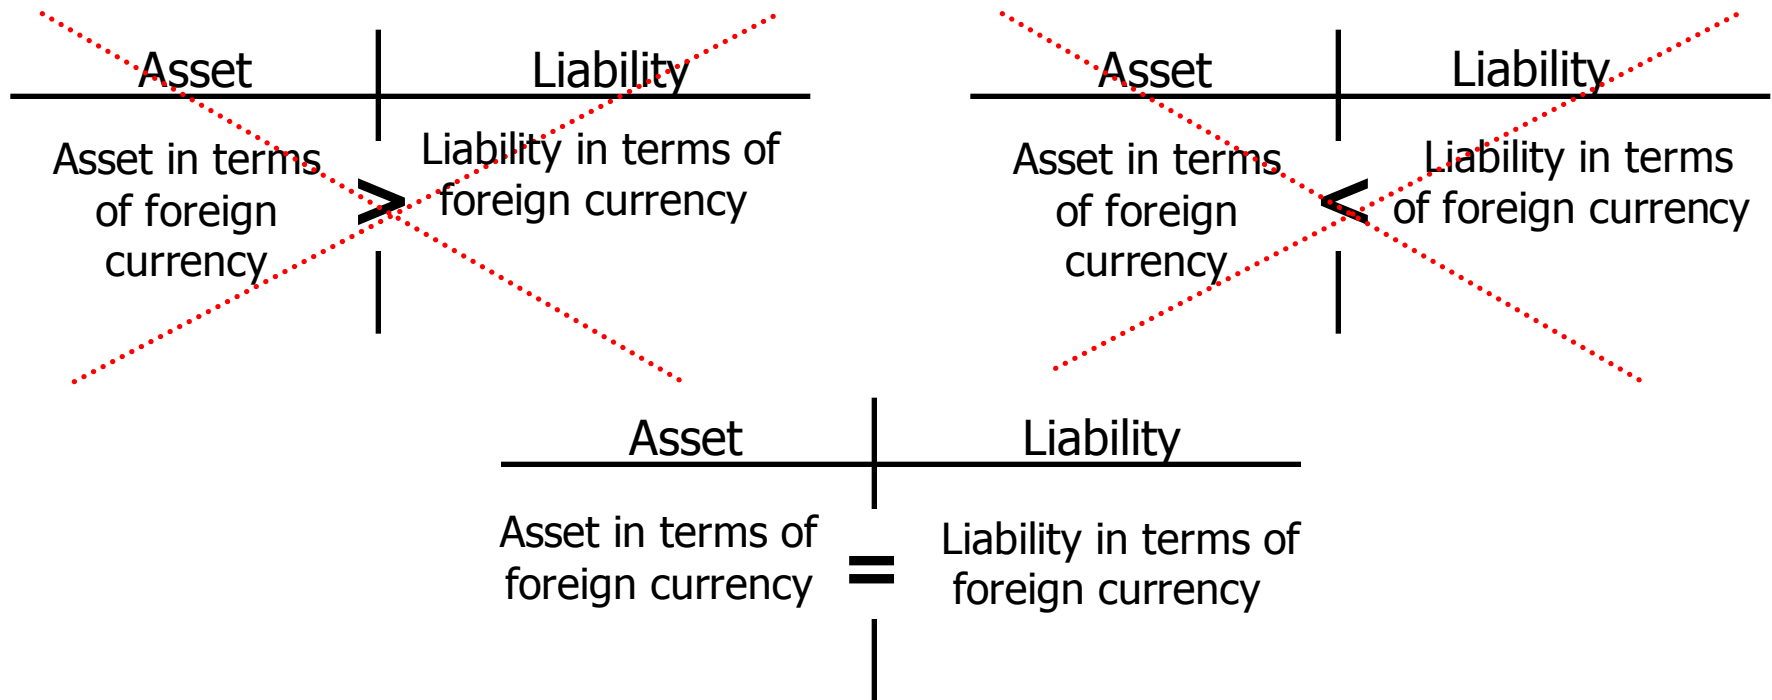 Asset
Liability
Asset in terms
of foreign
currency
>
Liability in terms of
foreign currency
Asset
Liability
Asset in terms
of foreign
currency
<
Liability in terms
of foreign currency
Asset
Liability
Asset in terms of
foreign currency
=
Liability in terms of
foreign currency